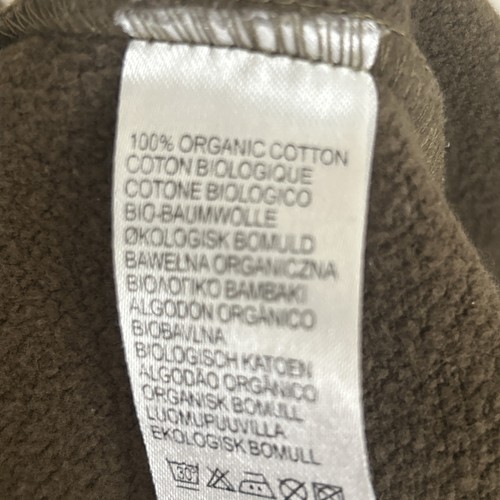 100% ORGANIC COTTON
COTON BIOLOGIQUE
COTONE BIOLOGICO
BIO-BAUMWOLLE
ØKOLOGISK BOMULD
BAWEŁNA ORGANICZNA
ΒΙΟΛΟΤΙΚΟ ΒΑΜΒΑΚΙ
ALGODÓN ORGÁNICO
BIOBAVLNA
BIOLOGISCH KATOEN
ALGODÃO ORGÂNICO
ORGANISK BOMULL
LUOMUPUUVILLA
EKOLOGISK BOMULL
30